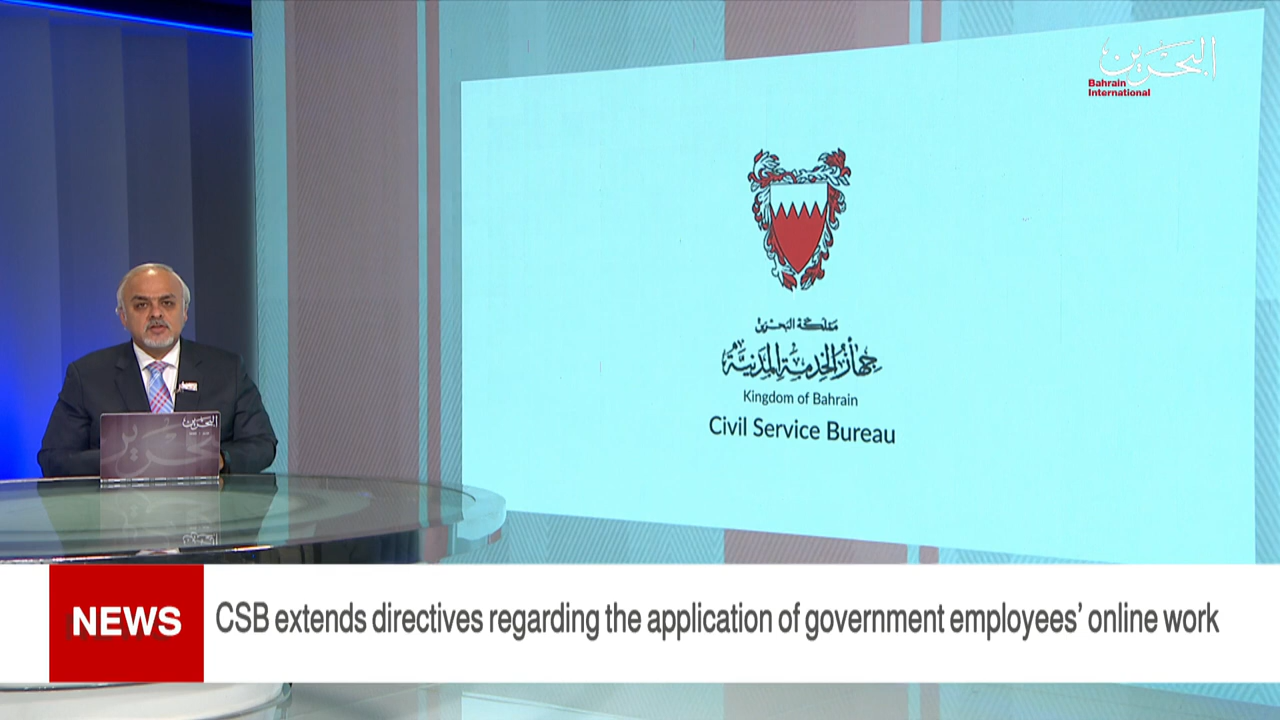 البحرين
Bahrain
International
مملكة البحرين
جهاز الخدمة المدنية
Kingdom of Bahrain
Civil Service Bureau
البحرين
NEWS
CSB extends directives regarding the application of government employees’ online work